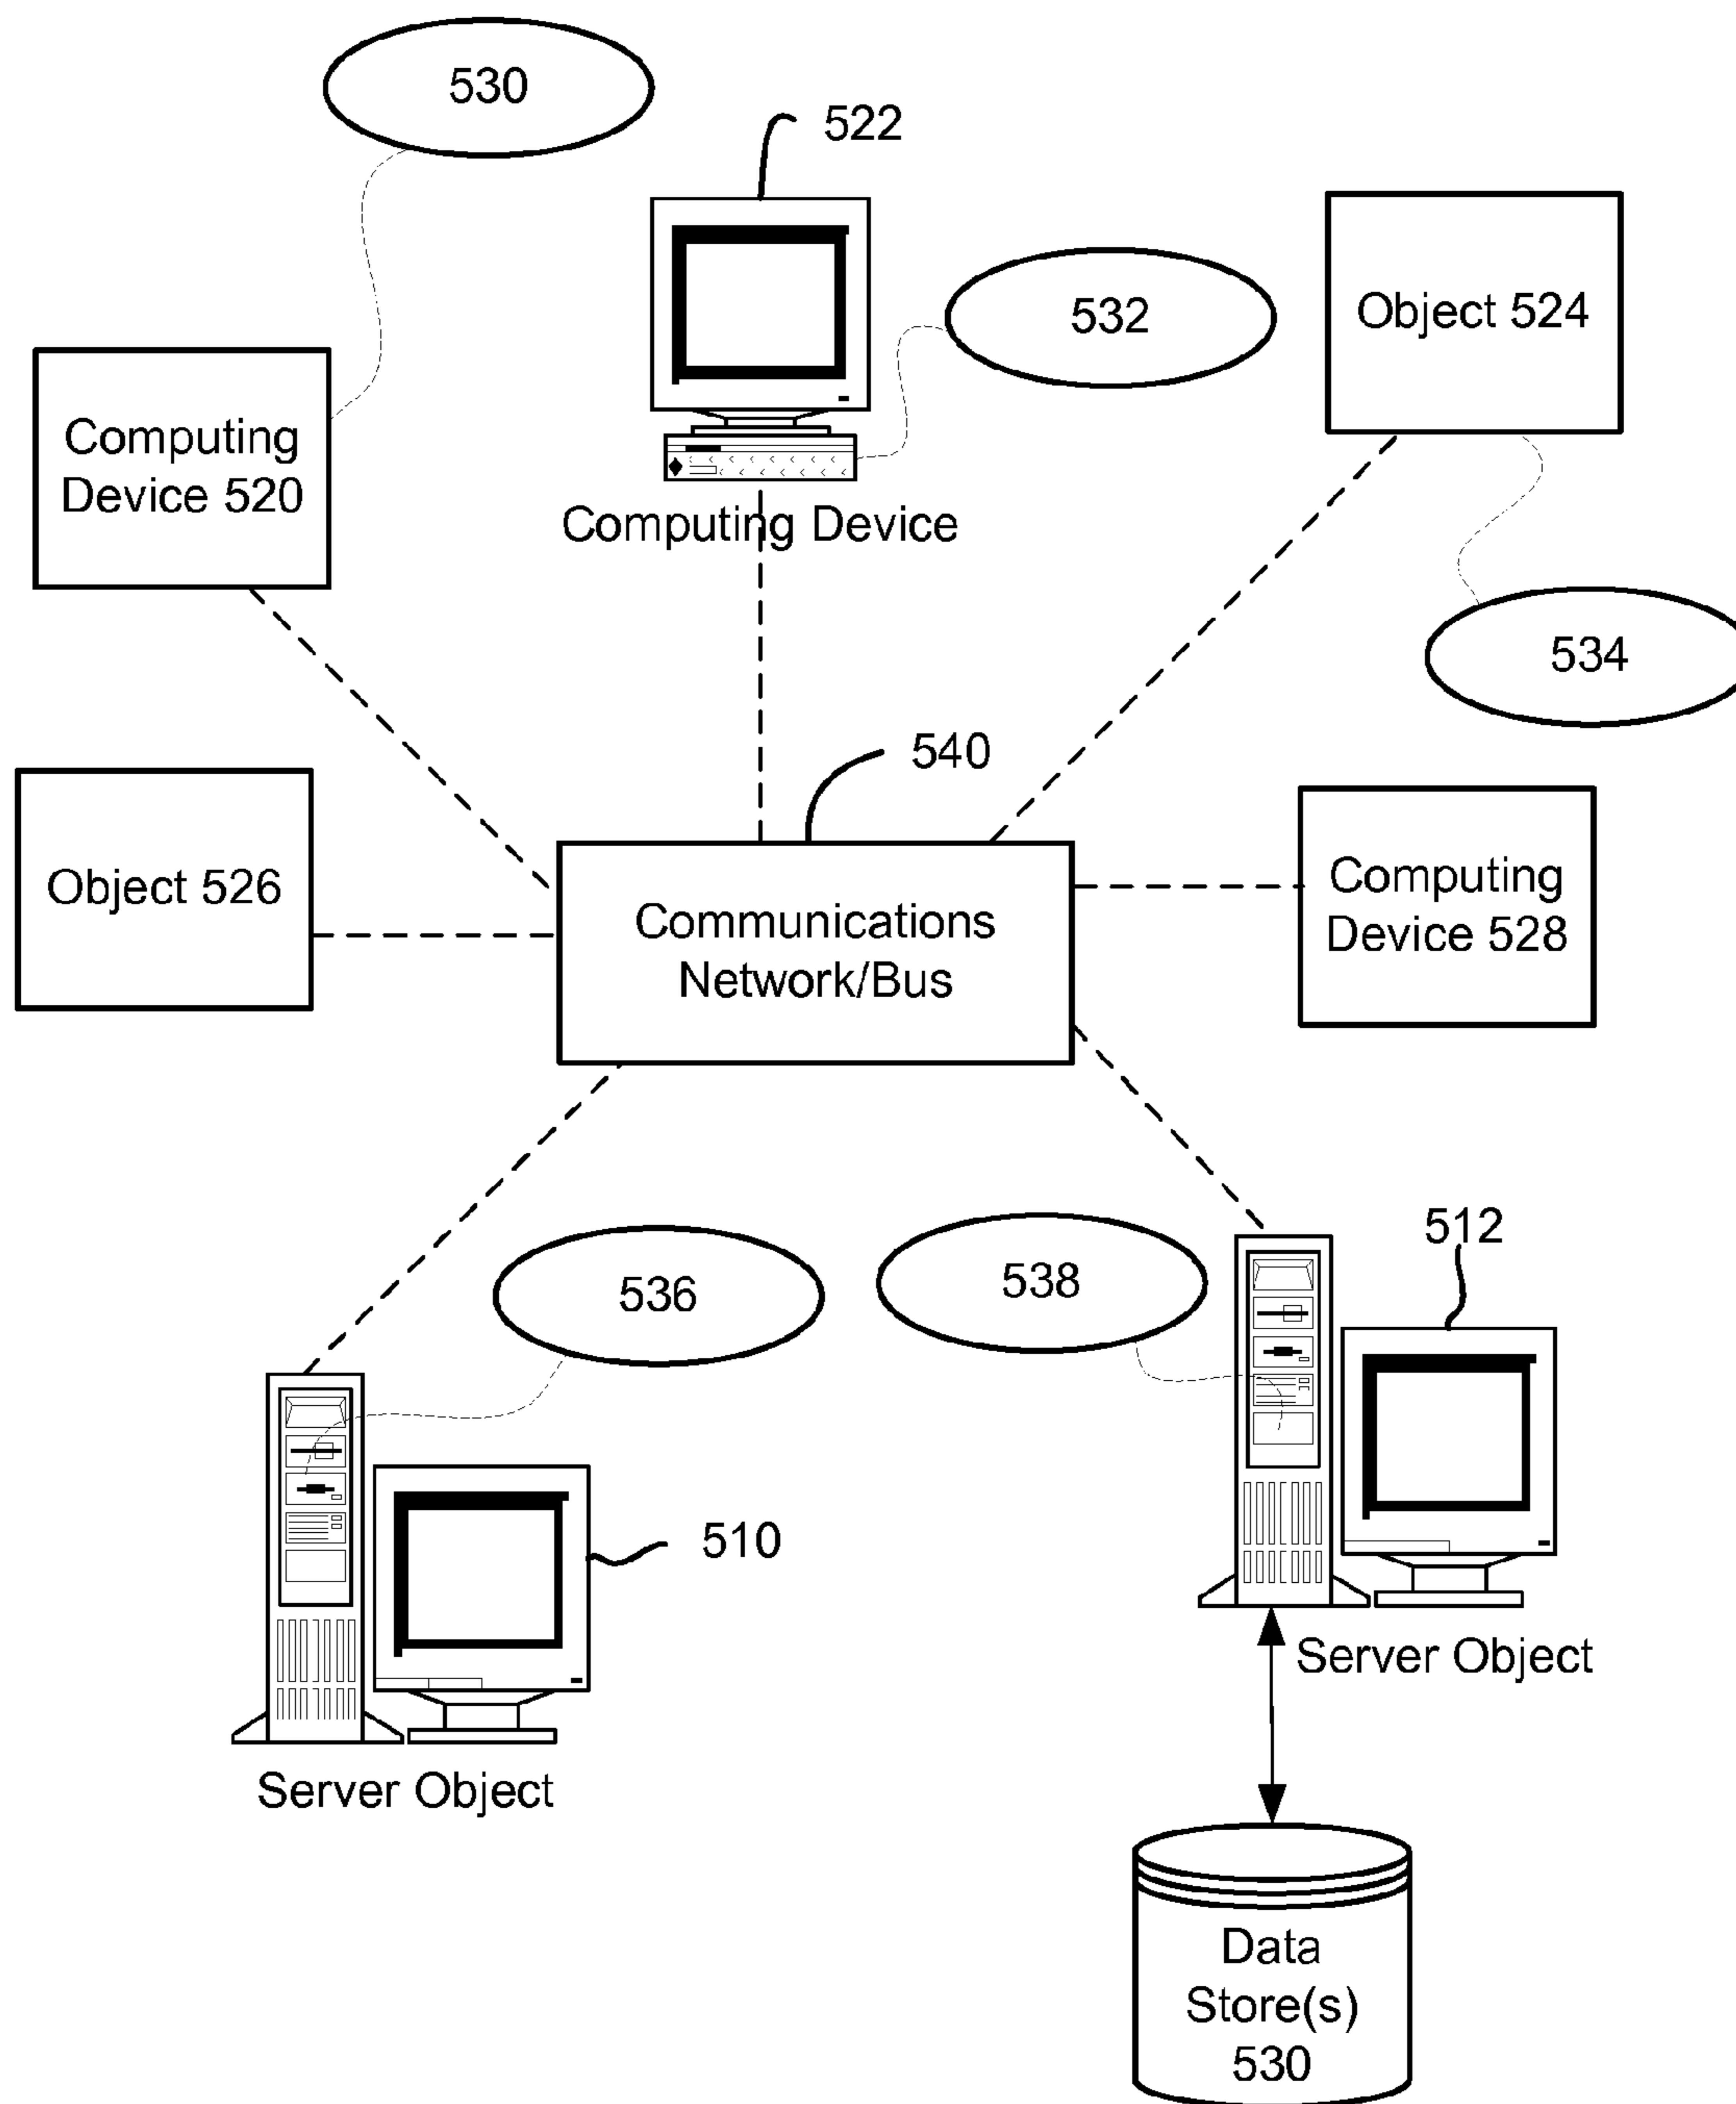 530
522
532
Object 524
Computing
Device 520
Computing Device
534
540
Object 526
Communications
Network/Bus
Computing
Device 528
536
538
512
510
Server Object
Server Object
Data
Store(s)
530